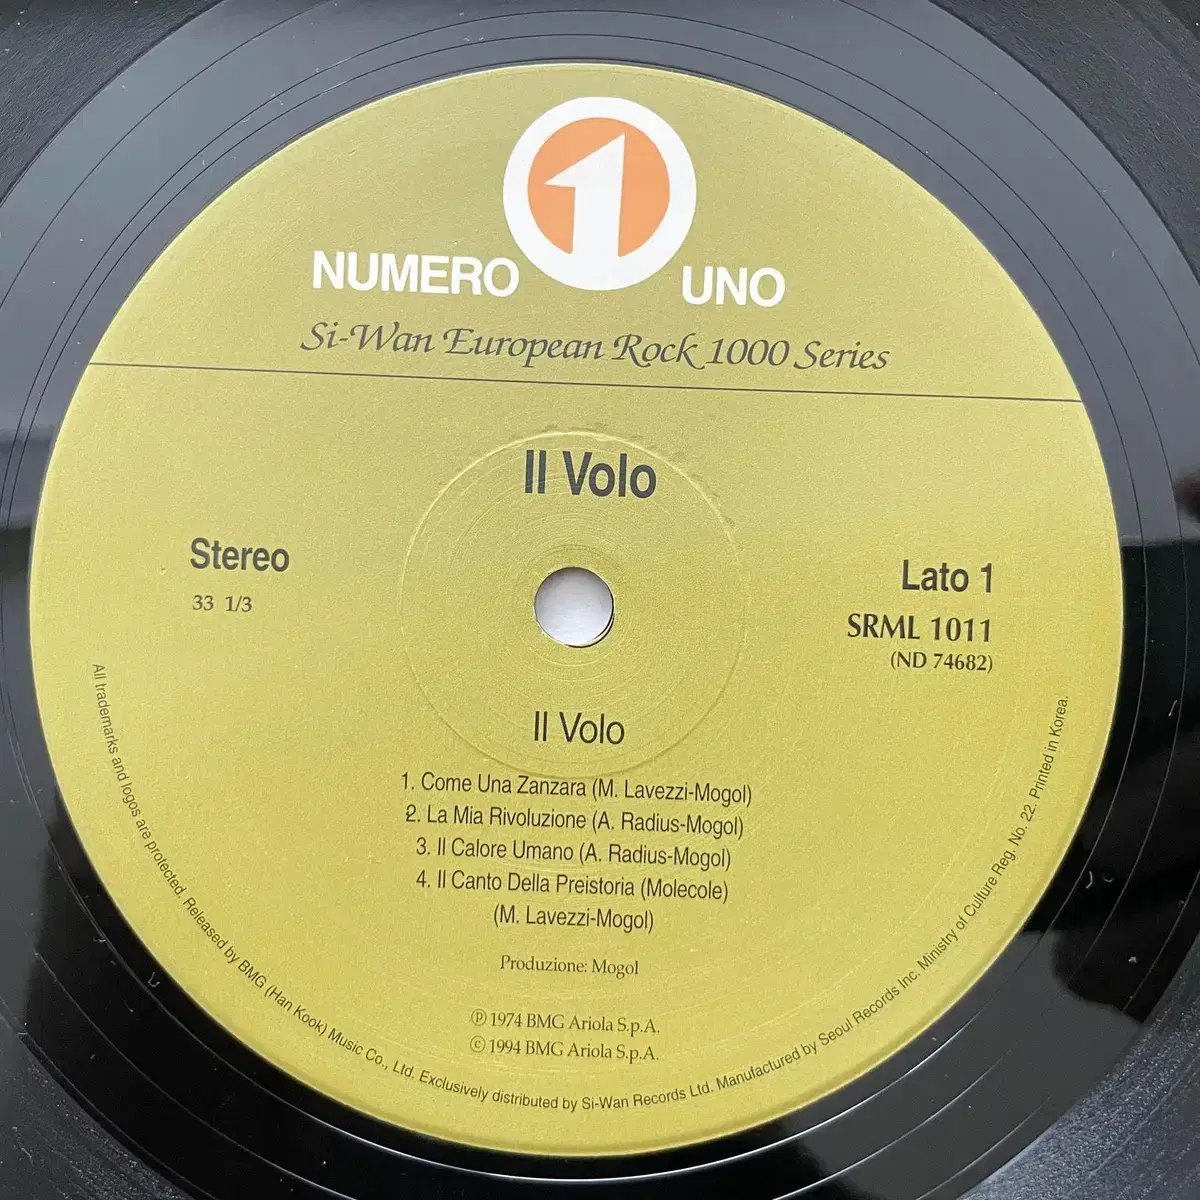 1
NUMERO UNO
Si-Wan European Rock 1000 Series
Il Volo
Stereo
33 1/3
Lato 1
SRML 1011
(ND 74682)
Il Volo
1. Come Una Zanzara (M. Lavezzi-Mogol)
2. La Mia Rivoluzione (A. Radius-Mogol)
3. Il Calore Umano (A. Radius-Mogol)
4. Il Canto Della Preistoria (Molecole)
(M. Lavezzi-Mogol)
Produzione: Mogol
℗ 1974 BMG Ariola S.p.A.
© 1994 BMG Ariola S.p.A.
All trademarks and logos are protected. Released by BMG (Han Kook) Music Co., Ltd. Exclusively distributed by Si-Wan Records Ltd. Manufactured by Seoul Records Inc. Ministry of Culture Reg. No. 22. Printed in Korea.